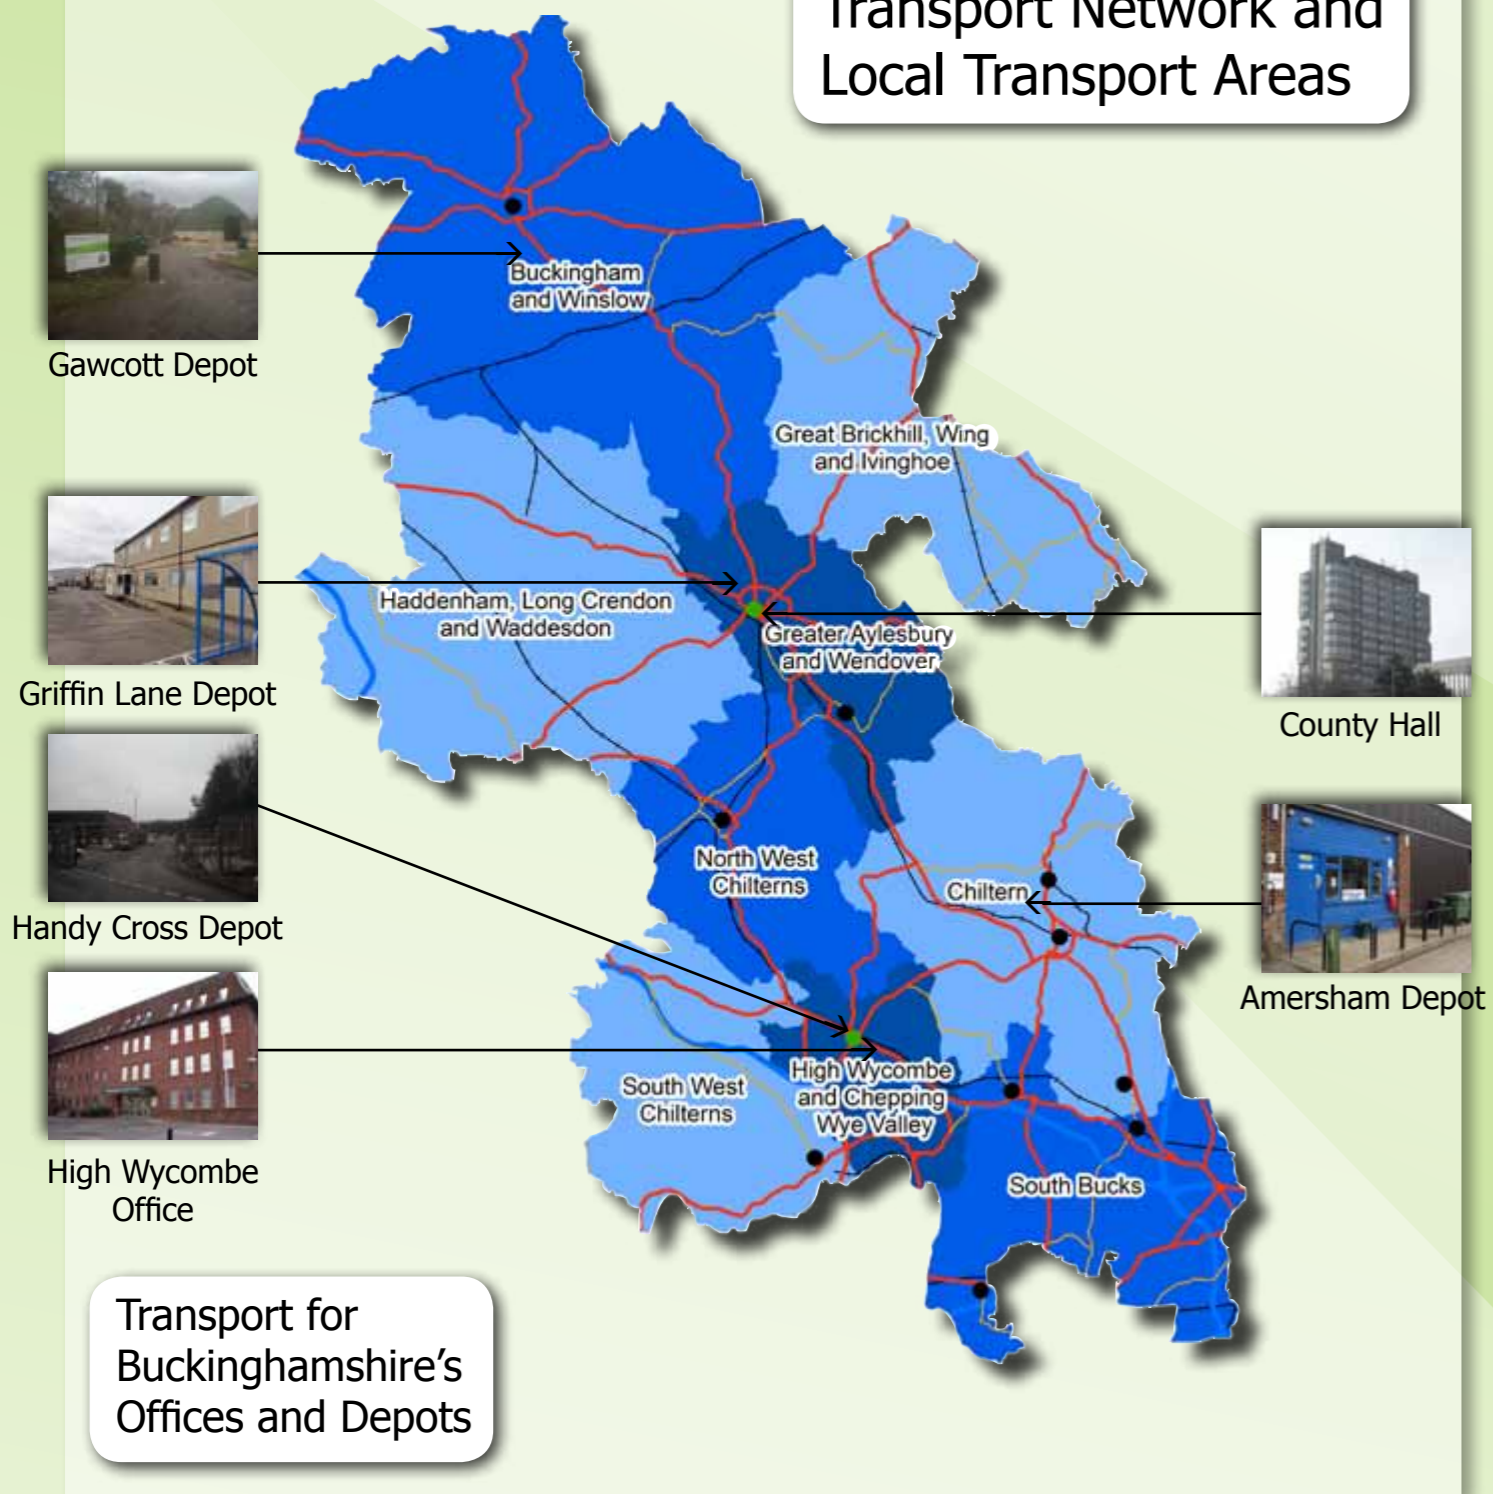 Transport Network and
Local Transport Areas
Gawcott Depot
Buckingham
and Winslow
Great Brickhill, Wing
and Ivinghoe
Griffin Lane Depot
Haddenham, Long Crendon
and Waddesdon
Greater Aylesbury
and Wendover
County Hall
Handy Cross Depot
North West
Chilterns
Chiltern
Amersham Depot
High Wycombe
Office
South West
Chilterns
High Wycombe
and Chepping
Wye Valley
South Bucks
Transport for
Buckinghamshire’s
Offices and Depots